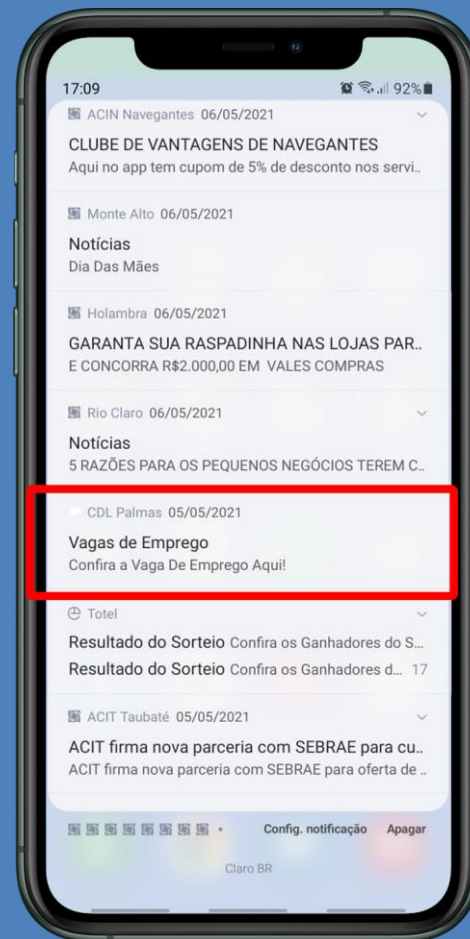 17:09 92%
ACIN Navegantes 06/05/2021
CLUBE DE VANTAGENS DE NAVEGANTES
Aqui no app tem cupom de 5% de desconto nos servi..
Monte Alto 06/05/2021
Notícias
Dia Das Mães
Holambra 06/05/2021
GARANTA SUA RASPADINHA NAS LOJAS PAR..
E CONCORRA R$2.000,00 EM VALES COMPRAS
Rio Claro 06/05/2021
Notícias
5 RAZÕES PARA OS PEQUENOS NEGÓCIOS TEREM C..
CDL Palmas 05/05/2021
Vagas de Emprego
Confira a Vaga De Emprego Aqui!
Totel
Resultado do Sorteio Confira os Ganhadores do S...
Resultado do Sorteio Confira os Ganhadores d... 17
ACIT Taubaté 05/05/2021
ACIT firma nova parceria com SEBRAE para cu..
ACIT firma nova parceria com SEBRAE para oferta de ..
Config. notificação Apagar
Claro BR